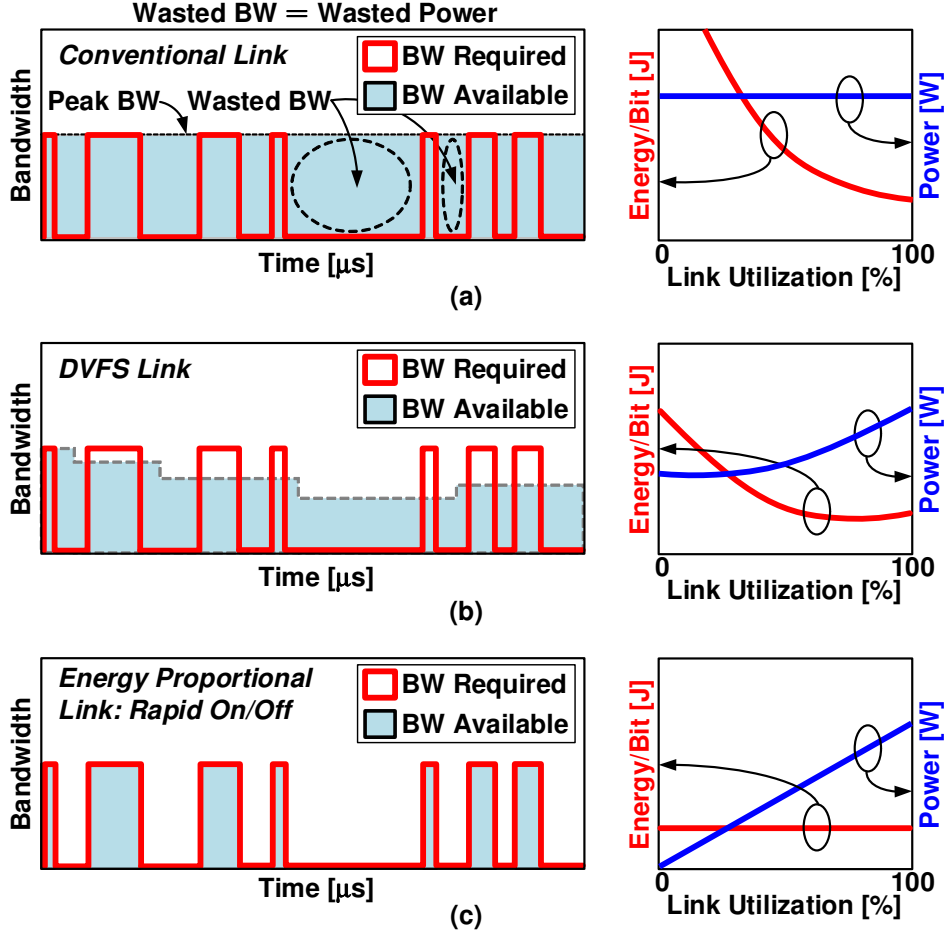 Wasted BW = Wasted Power
Conventional Link
BW Required
BW Available
Peak BW
Wasted BW
Bandwidth
Time [μs]
Energy/Bit [J]
Power [W]
0
100
Link Utilization [%]
(a)
DVFS Link
BW Required
BW Available
Bandwidth
Time [μs]
Energy/Bit [J]
Power [W]
0
100
Link Utilization [%]
(b)
Energy Proportional
Link: Rapid On/Off
BW Required
BW Available
Bandwidth
Time [μs]
Energy/Bit [J]
Power [W]
0
100
Link Utilization [%]
(c)